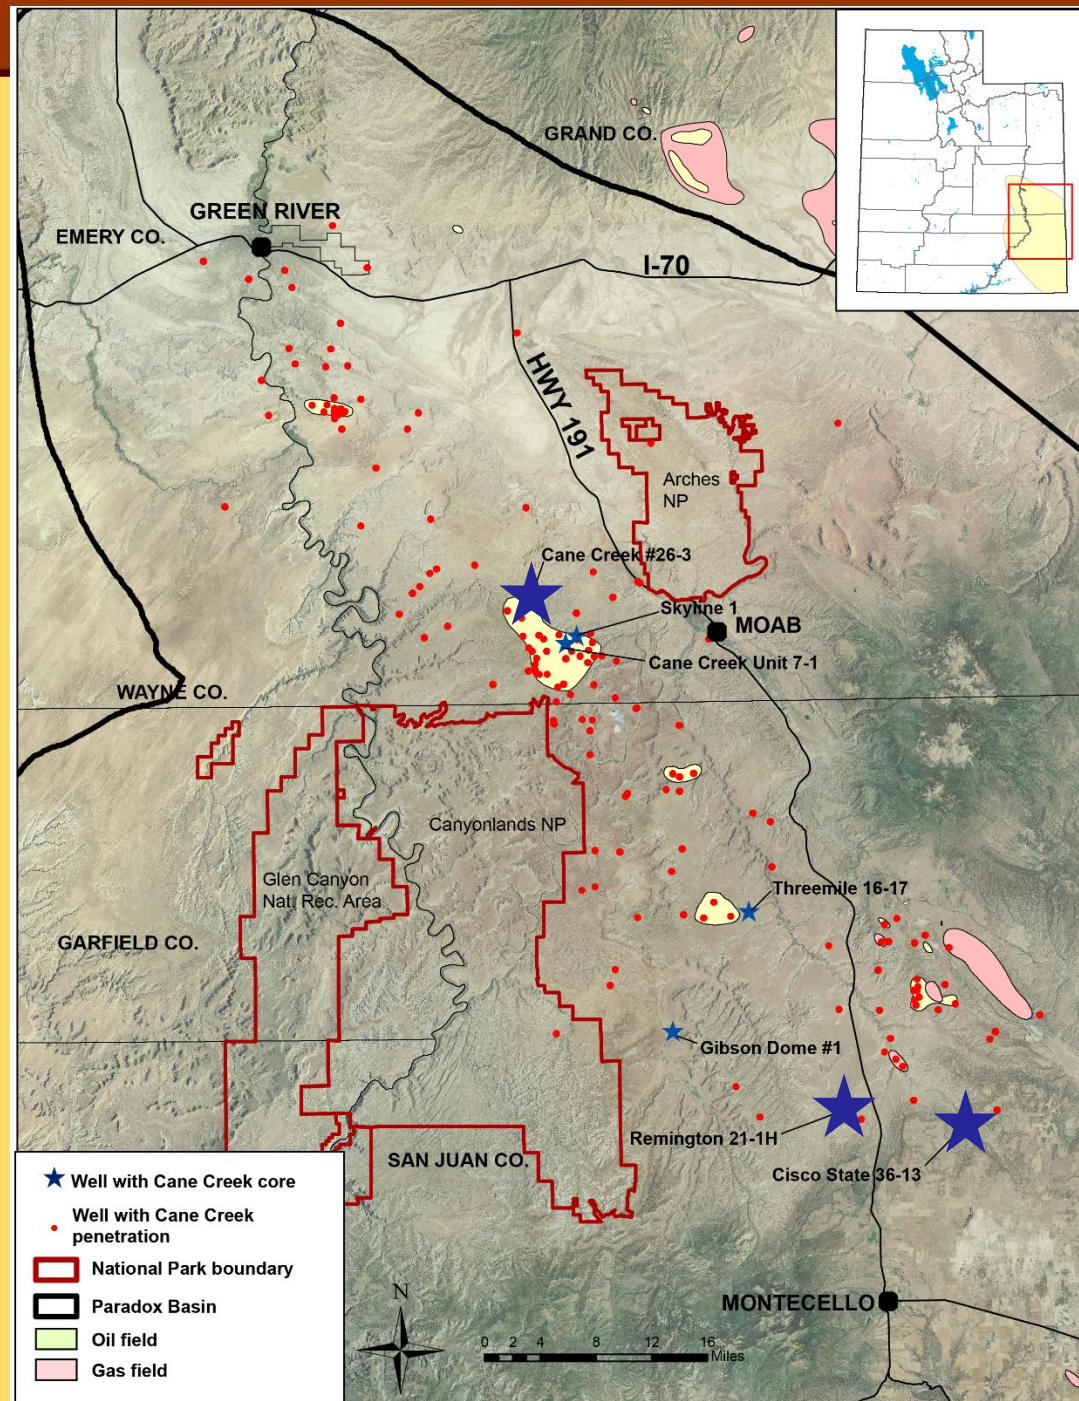 GRAND CO.
GREEN RIVER
EMERY CO.
I-70
HWY 191
Arches
NP
Cane Creek #26-3
Skyline 1
MOAB
Cane Creek Unit 7-1
WAYNE CO.
Canyonlands NP
Glen Canyon
Nat. Rec. Area
Threemile 16-17
GARFIELD CO.
Gibson Dome #1
Remington 21-1H
SAN JUAN CO.
Cisco State 36-13
Well with Cane Creek core
Well with Cane Creek
penetration
National Park boundary
Paradox Basin
Oil field
Gas field
N
MONTECELLO
0 2 4 8 12 16
Miles